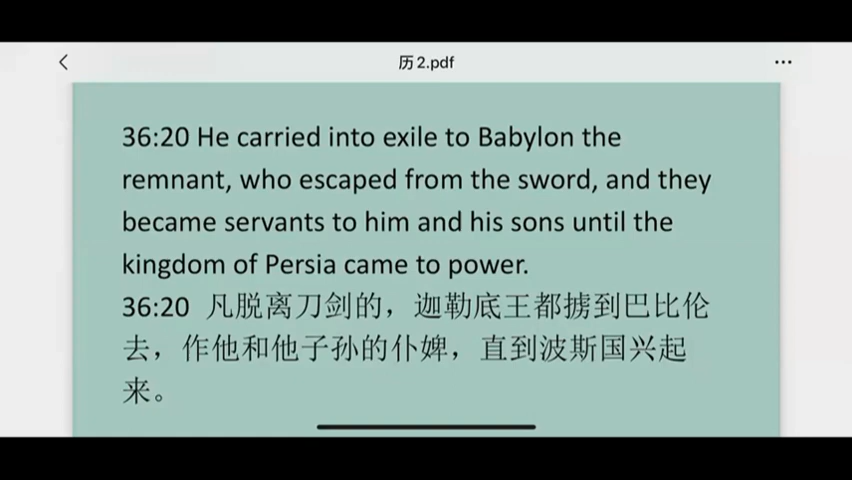 历2.pdf
36:20 He carried into exile to Babylon the
remnant, who escaped from the sword, and they
became servants to him and his sons until the
kingdom of Persia came to power.
36:20 凡脱离刀剑的，迦勒底王都掳到巴比伦
去，作他和他子孙的仆婢，直到波斯国兴起
来。